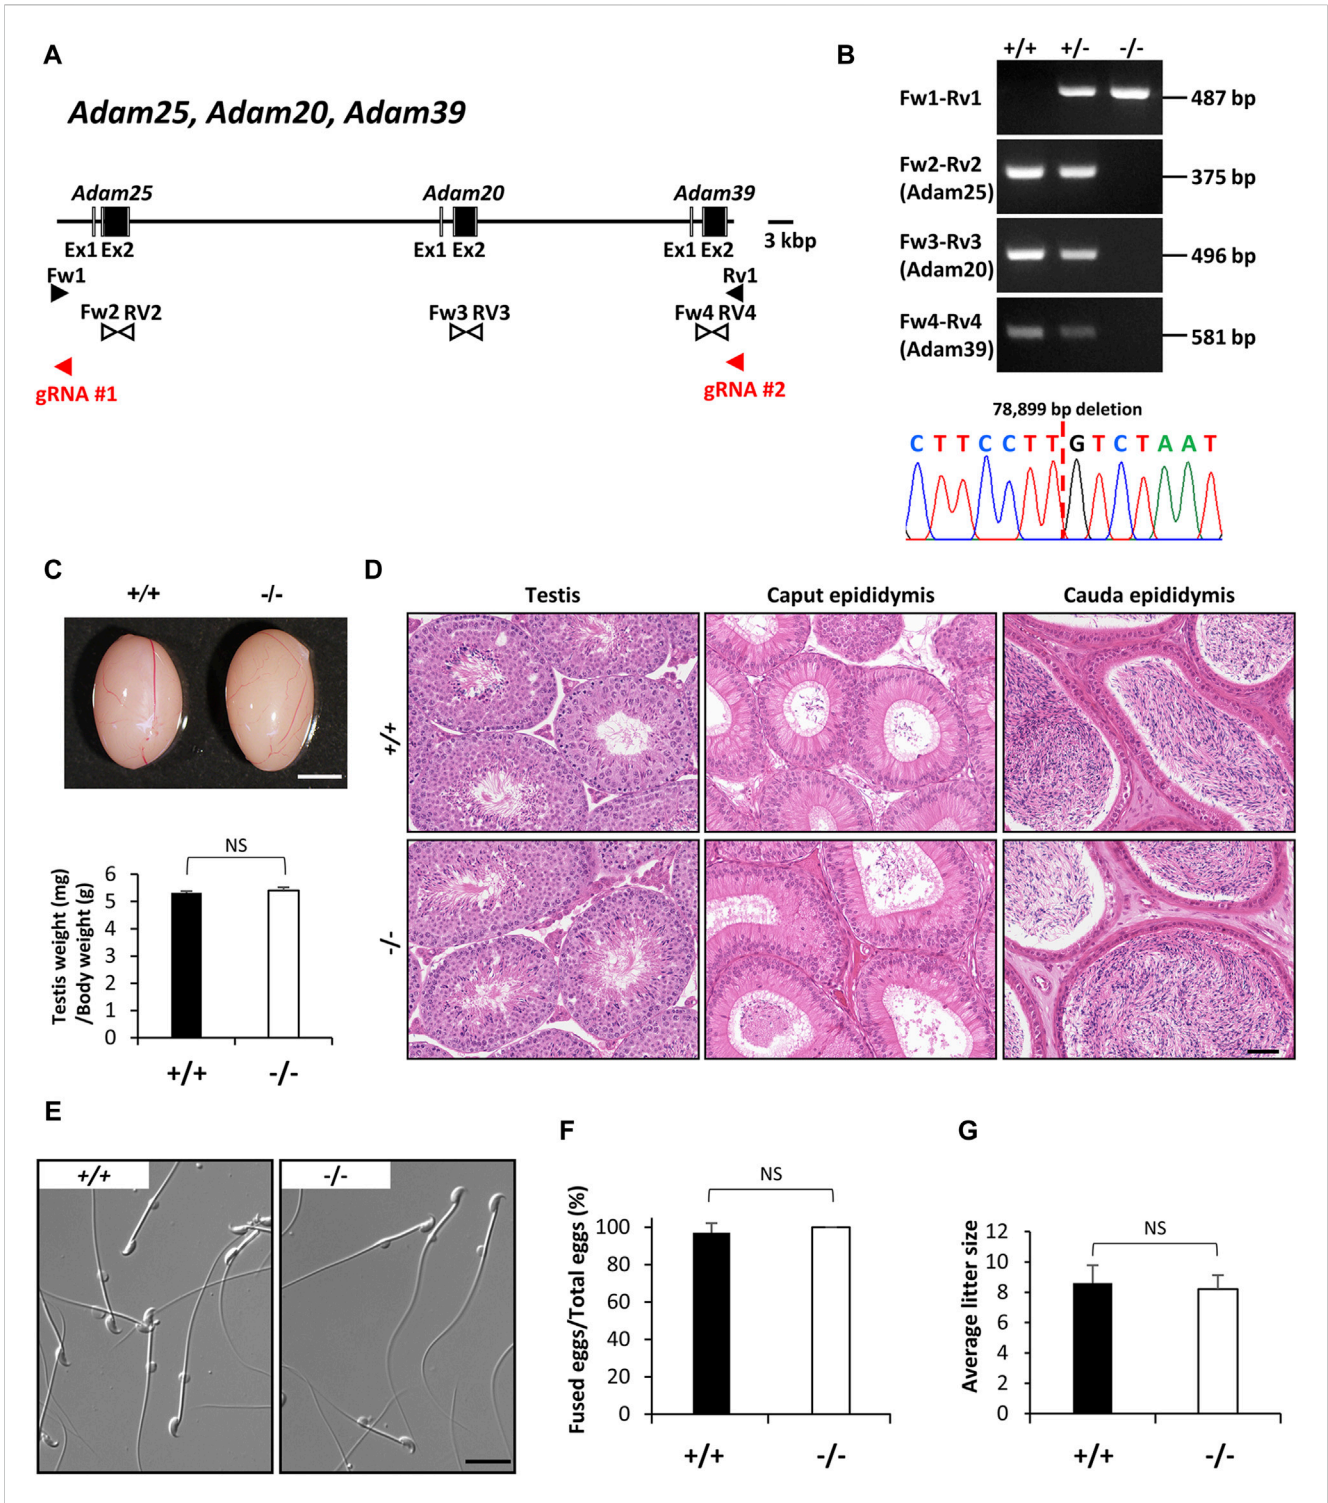 A
Adam25, Adam20, Adam39
Adam25 Adam20 Adam39
Ex1 Ex2 Ex1 Ex2 Ex1 Ex2
3 kbp
Fw1 Rv1
Fw2 RV2 Fw3 RV3 Fw4 RV4
gRNA #1 gRNA #2
B
+/+ +/- -/-
Fw1-Rv1 487 bp
Fw2-Rv2
(Adam25) 375 bp
Fw3-Rv3
(Adam20) 496 bp
Fw4-Rv4
(Adam39) 581 bp
78,899 bp deletion
C T T C C T T G T C T A A T
C
+/+ -/-
NS
Testis weight (mg)
/Body weight (g)
6
5
4
3
2
1
0
+/+ -/-
D
Testis Caput epididymis Cauda epididymis
+/+
-/-
E
+/+ -/-
F
NS
Fused eggs/Total eggs (%)
100
80
60
40
20
0
+/+ -/-
G
NS
Average litter size
12
10
8
6
4
2
0
+/+ -/-